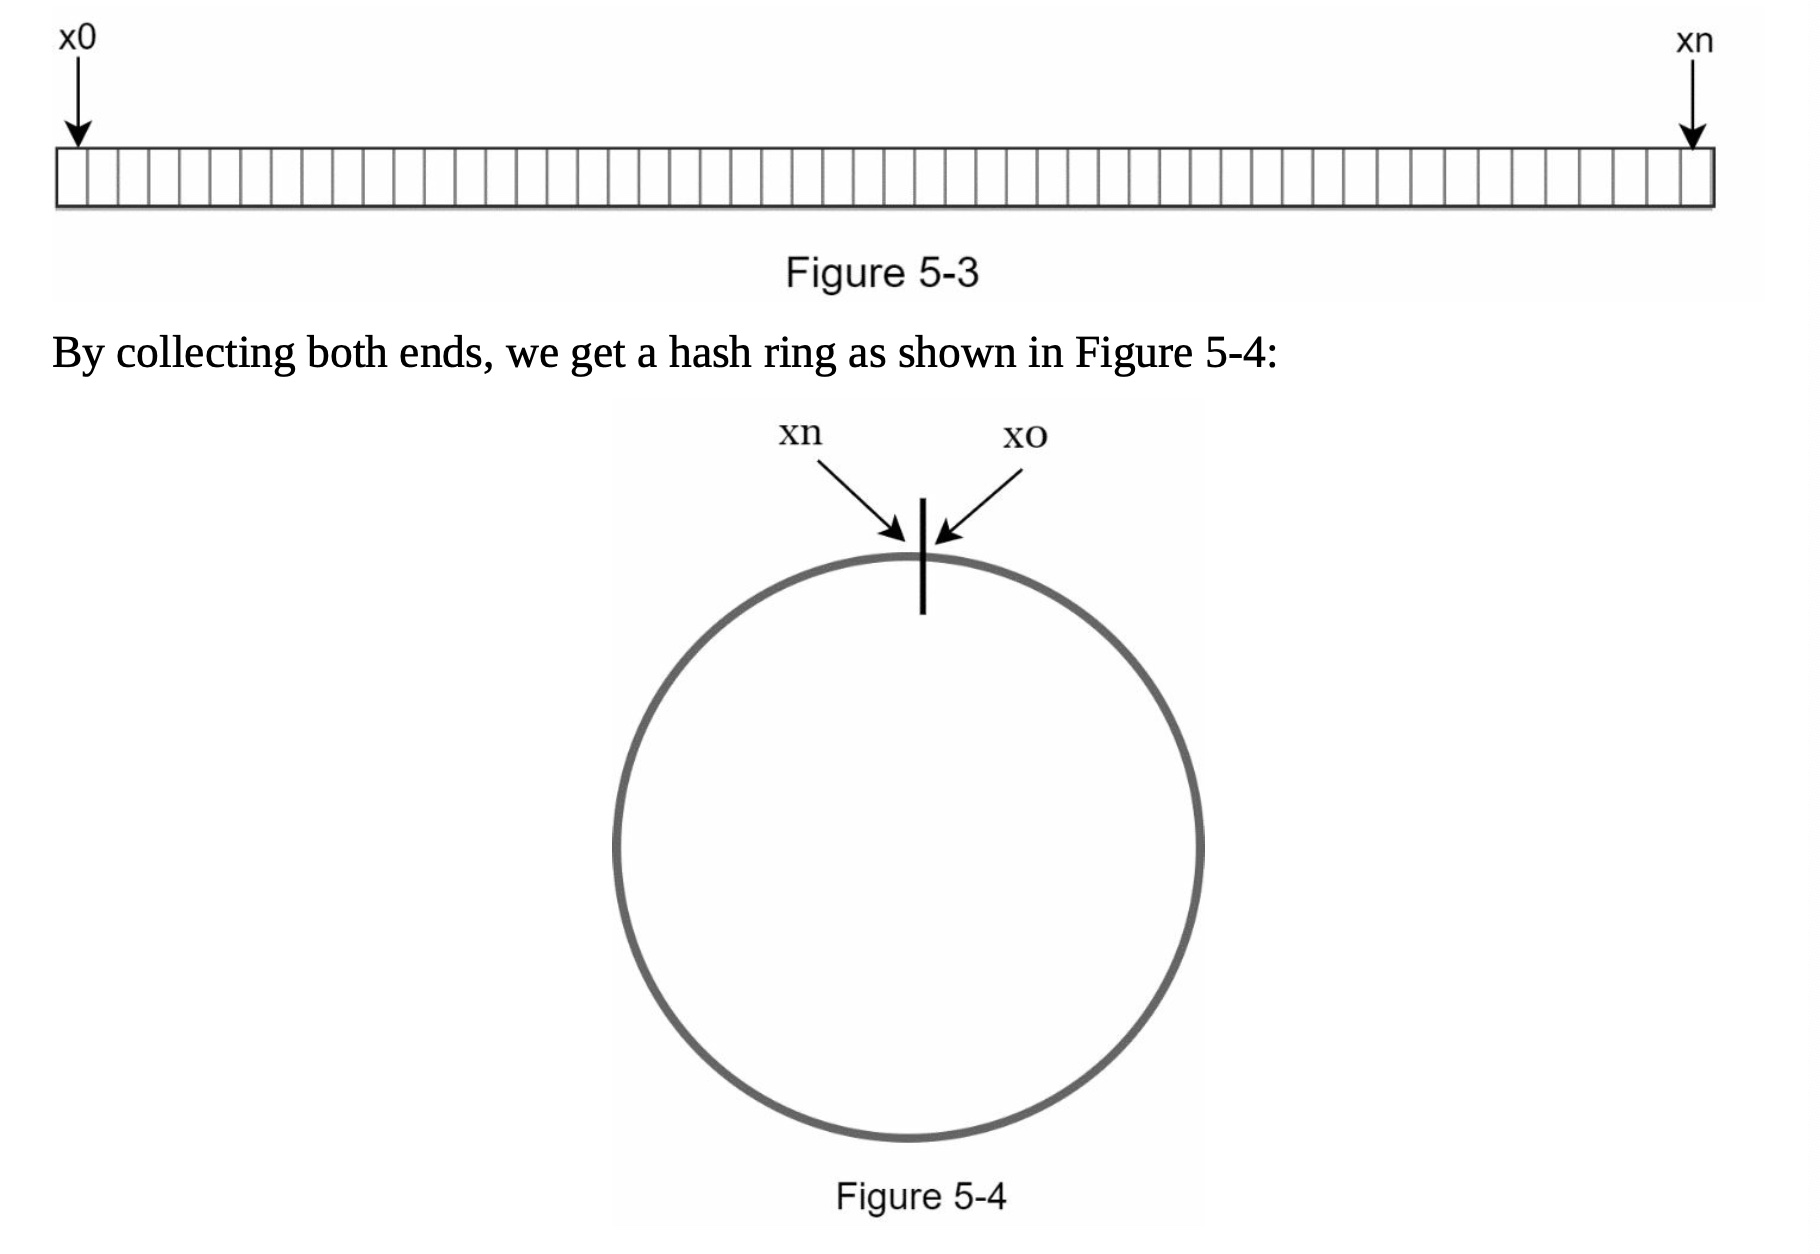 x0 xn
Figure 5-3
By collecting both ends, we get a hash ring as shown in Figure 5-4:
xn xo
Figure 5-4